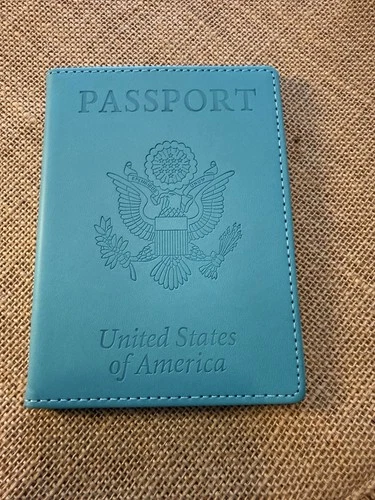 PASSPORT
United States
of America